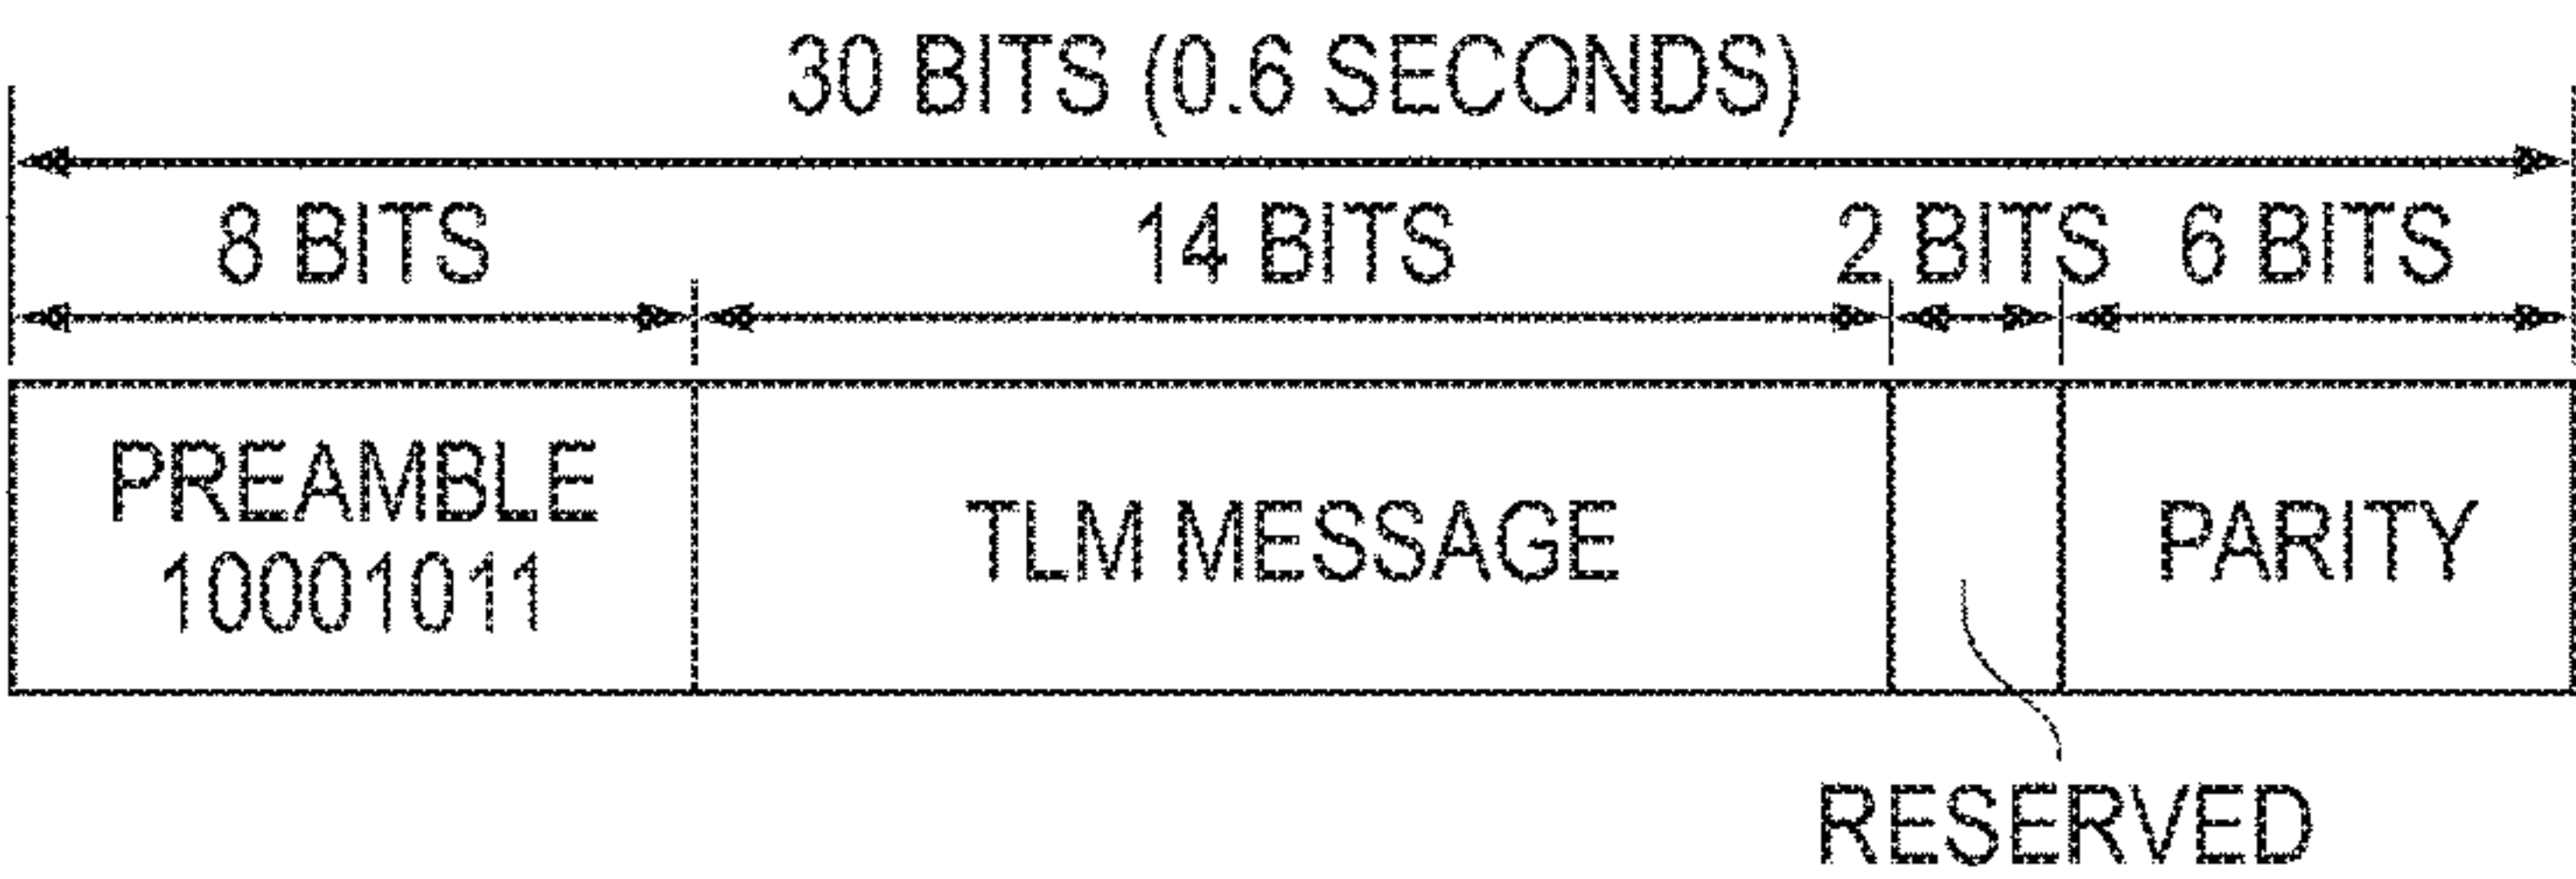 30 BITS (0.6 SECONDS)
8 BITS 14 BITS 2 BITS 6 BITS
PREAMBLE
10001011
TLM MESSAGE
PARITY
RESERVED